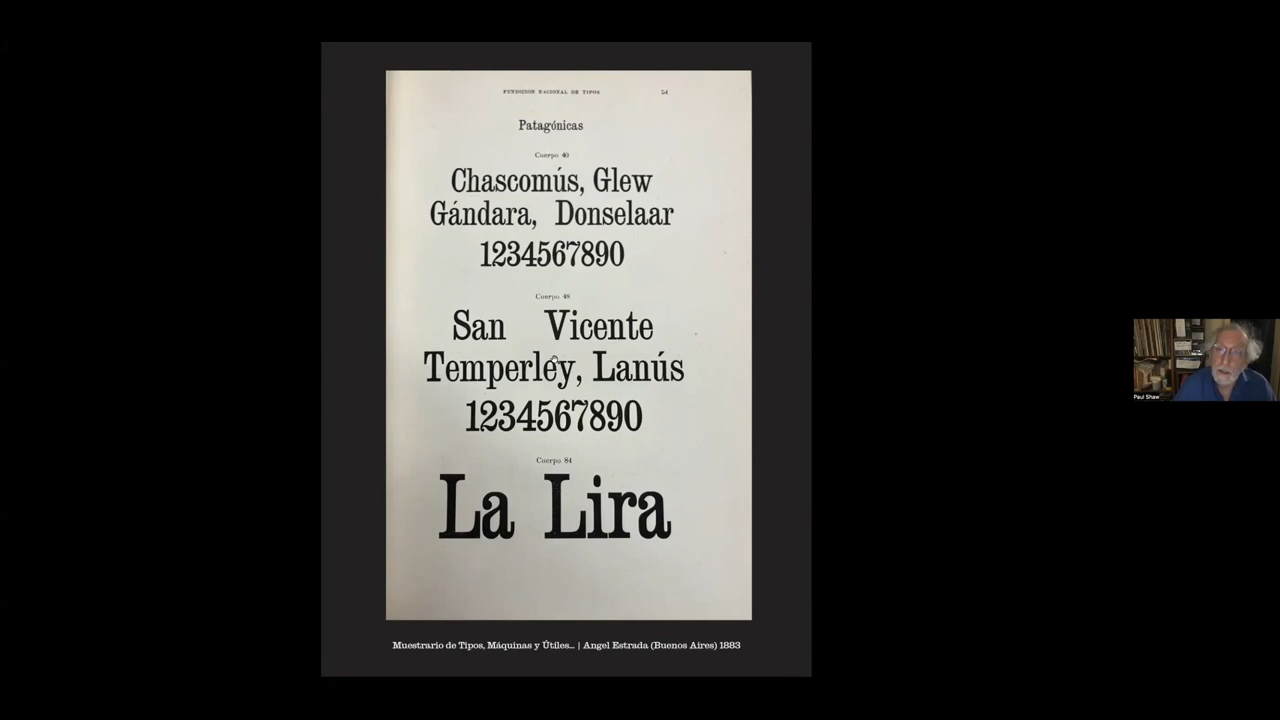 FUNDICION NACIONAL DE TIPOS 54
Patagónicas
Cuerpo 40
Chascomús, Glew
Gándara, Donselaar
1234567890
Cuerpo 48
San Vicente
Temperley, Lanús
1234567890
Cuerpo 84
La Lira
Muestrario de Tipos, Máquinas y Útiles... | Angel Estrada (Buenos Aires) 1883
Paul Shaw